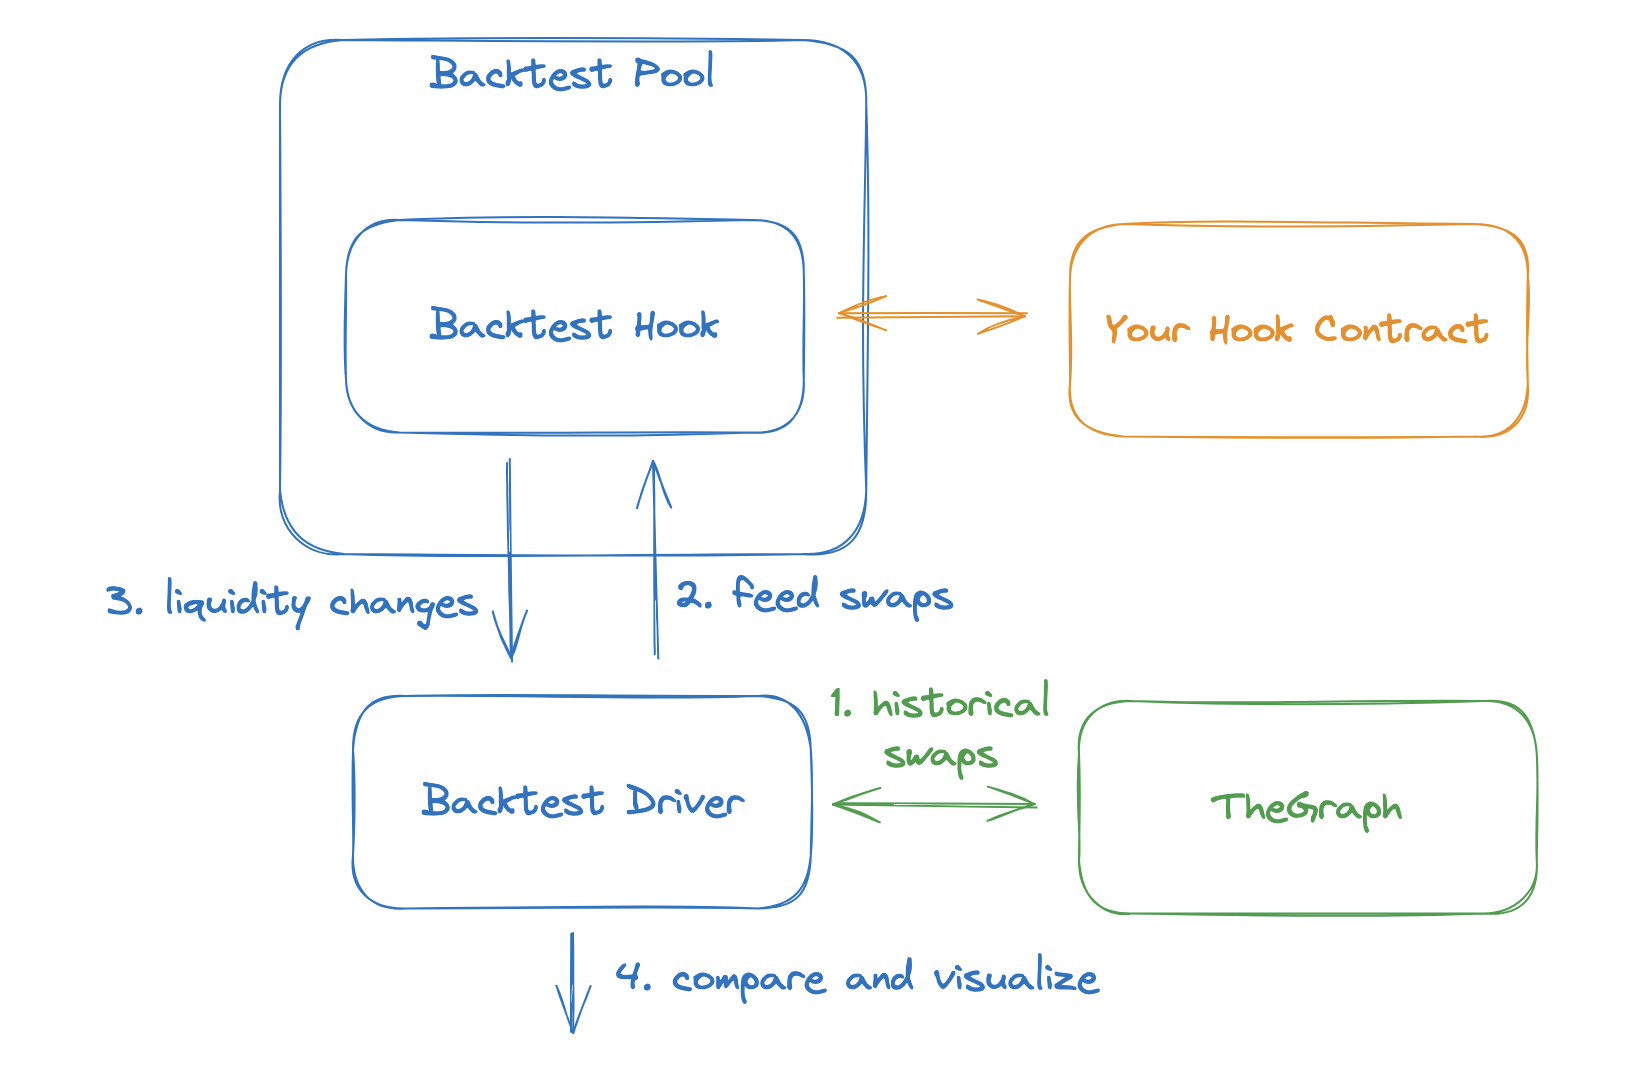 Backtest Pool
Backtest Hook
Your Hook Contract
3. liquidity changes
2. feed swaps
1. historical
swaps
Backtest Driver
TheGraph
4. compare and visualize